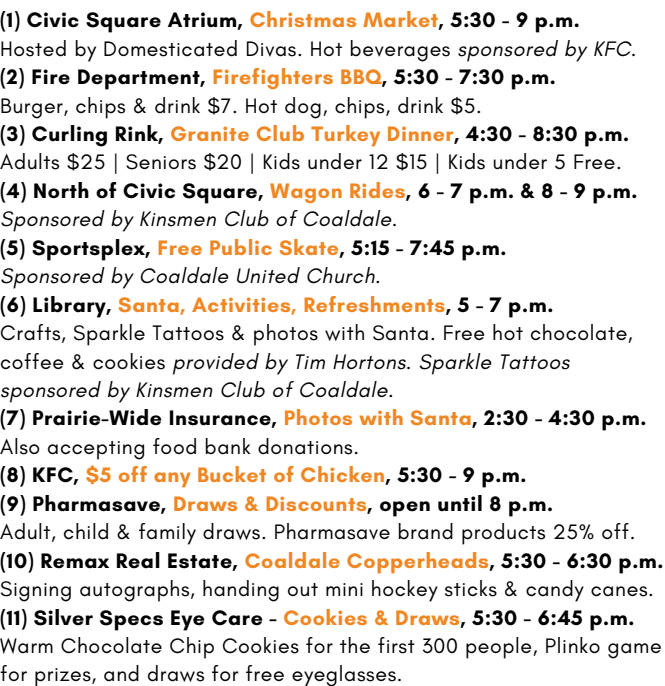 (1) Civic Square Atrium, Christmas Market, 5:30 - 9 p.m.
Hosted by Domesticated Divas. Hot beverages sponsored by KFC.
(2) Fire Department, Firefighters BBQ, 5:30 - 7:30 p.m.
Burger, chips & drink $7. Hot dog, chips, drink $5.
(3) Curling Rink, Granite Club Turkey Dinner, 4:30 - 8:30 p.m.
Adults $25 | Seniors $20 | Kids under 12 $15 | Kids under 5 Free.
(4) North of Civic Square, Wagon Rides, 6 - 7 p.m. & 8 - 9 p.m.
Sponsored by Kinsmen Club of Coaldale.
(5) Sportsplex, Free Public Skate, 5:15 - 7:45 p.m.
Sponsored by Coaldale United Church.
(6) Library, Santa, Activities, Refreshments, 5 - 7 p.m.
Crafts, Sparkle Tattoos & photos with Santa. Free hot chocolate,
coffee & cookies provided by Tim Hortons. Sparkle Tattoos
sponsored by Kinsmen Club of Coaldale.
(7) Prairie-Wide Insurance, Photos with Santa, 2:30 - 4:30 p.m.
Also accepting food bank donations.
(8) KFC, $5 off any Bucket of Chicken, 5:30 - 9 p.m.
(9) Pharmasave, Draws & Discounts, open until 8 p.m.
Adult, child & family draws. Pharmasave brand products 25% off.
(10) Remax Real Estate, Coaldale Copperheads, 5:30 - 6:30 p.m.
Signing autographs, handing out mini hockey sticks & candy canes.
(11) Silver Specs Eye Care - Cookies & Draws, 5:30 - 6:45 p.m.
Warm Chocolate Chip Cookies for the first 300 people, Plinko game
for prizes, and draws for free eyeglasses.